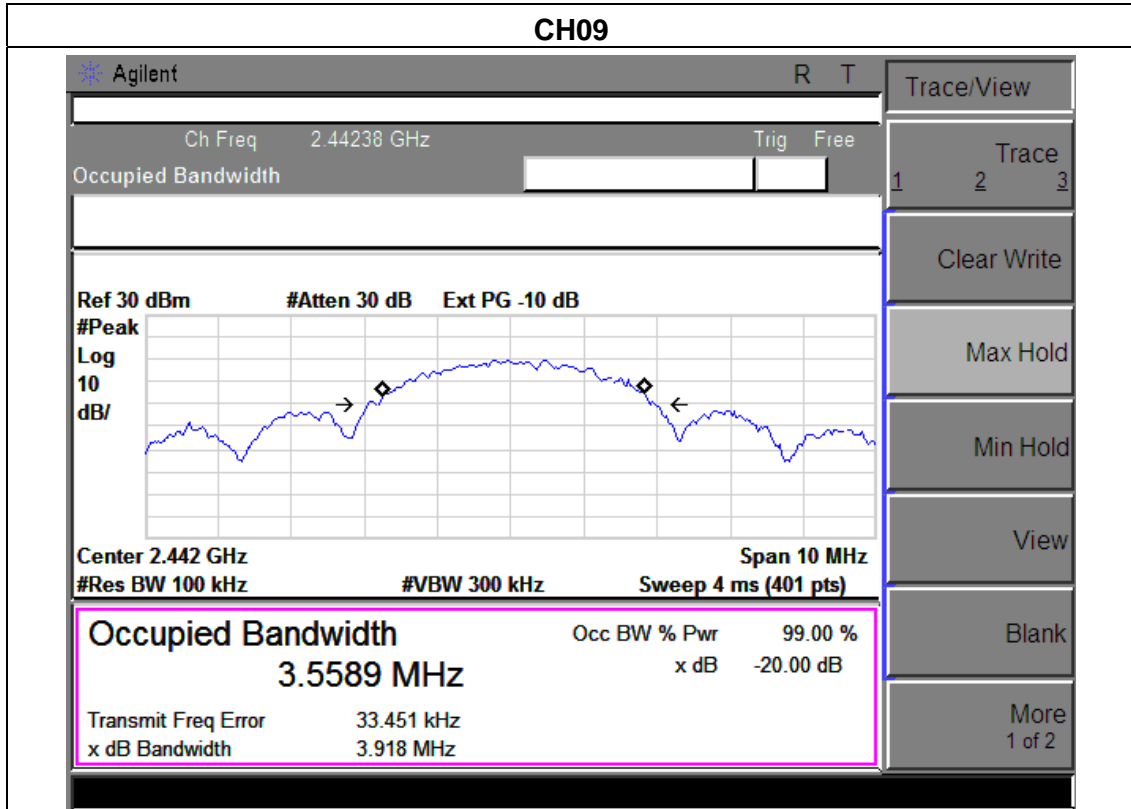 CH09
Agilent R T
Trace/View
Ch Freq 2.44238 GHz Trig Free
Occupied Bandwidth
Trace
1 2 3
Clear Write
Ref 30 dBm #Atten 30 dB Ext PG -10 dB
#Peak
Log
10
dB/
Max Hold
Min Hold
View
Center 2.442 GHz Span 10 MHz
#Res BW 100 kHz #VBW 300 kHz Sweep 4 ms (401 pts)
Occupied Bandwidth Occ BW % Pwr 99.00 %
3.5589 MHz x dB -20.00 dB
Blank
Transmit Freq Error 33.451 kHz
x dB Bandwidth 3.918 MHz
More
1 of 2